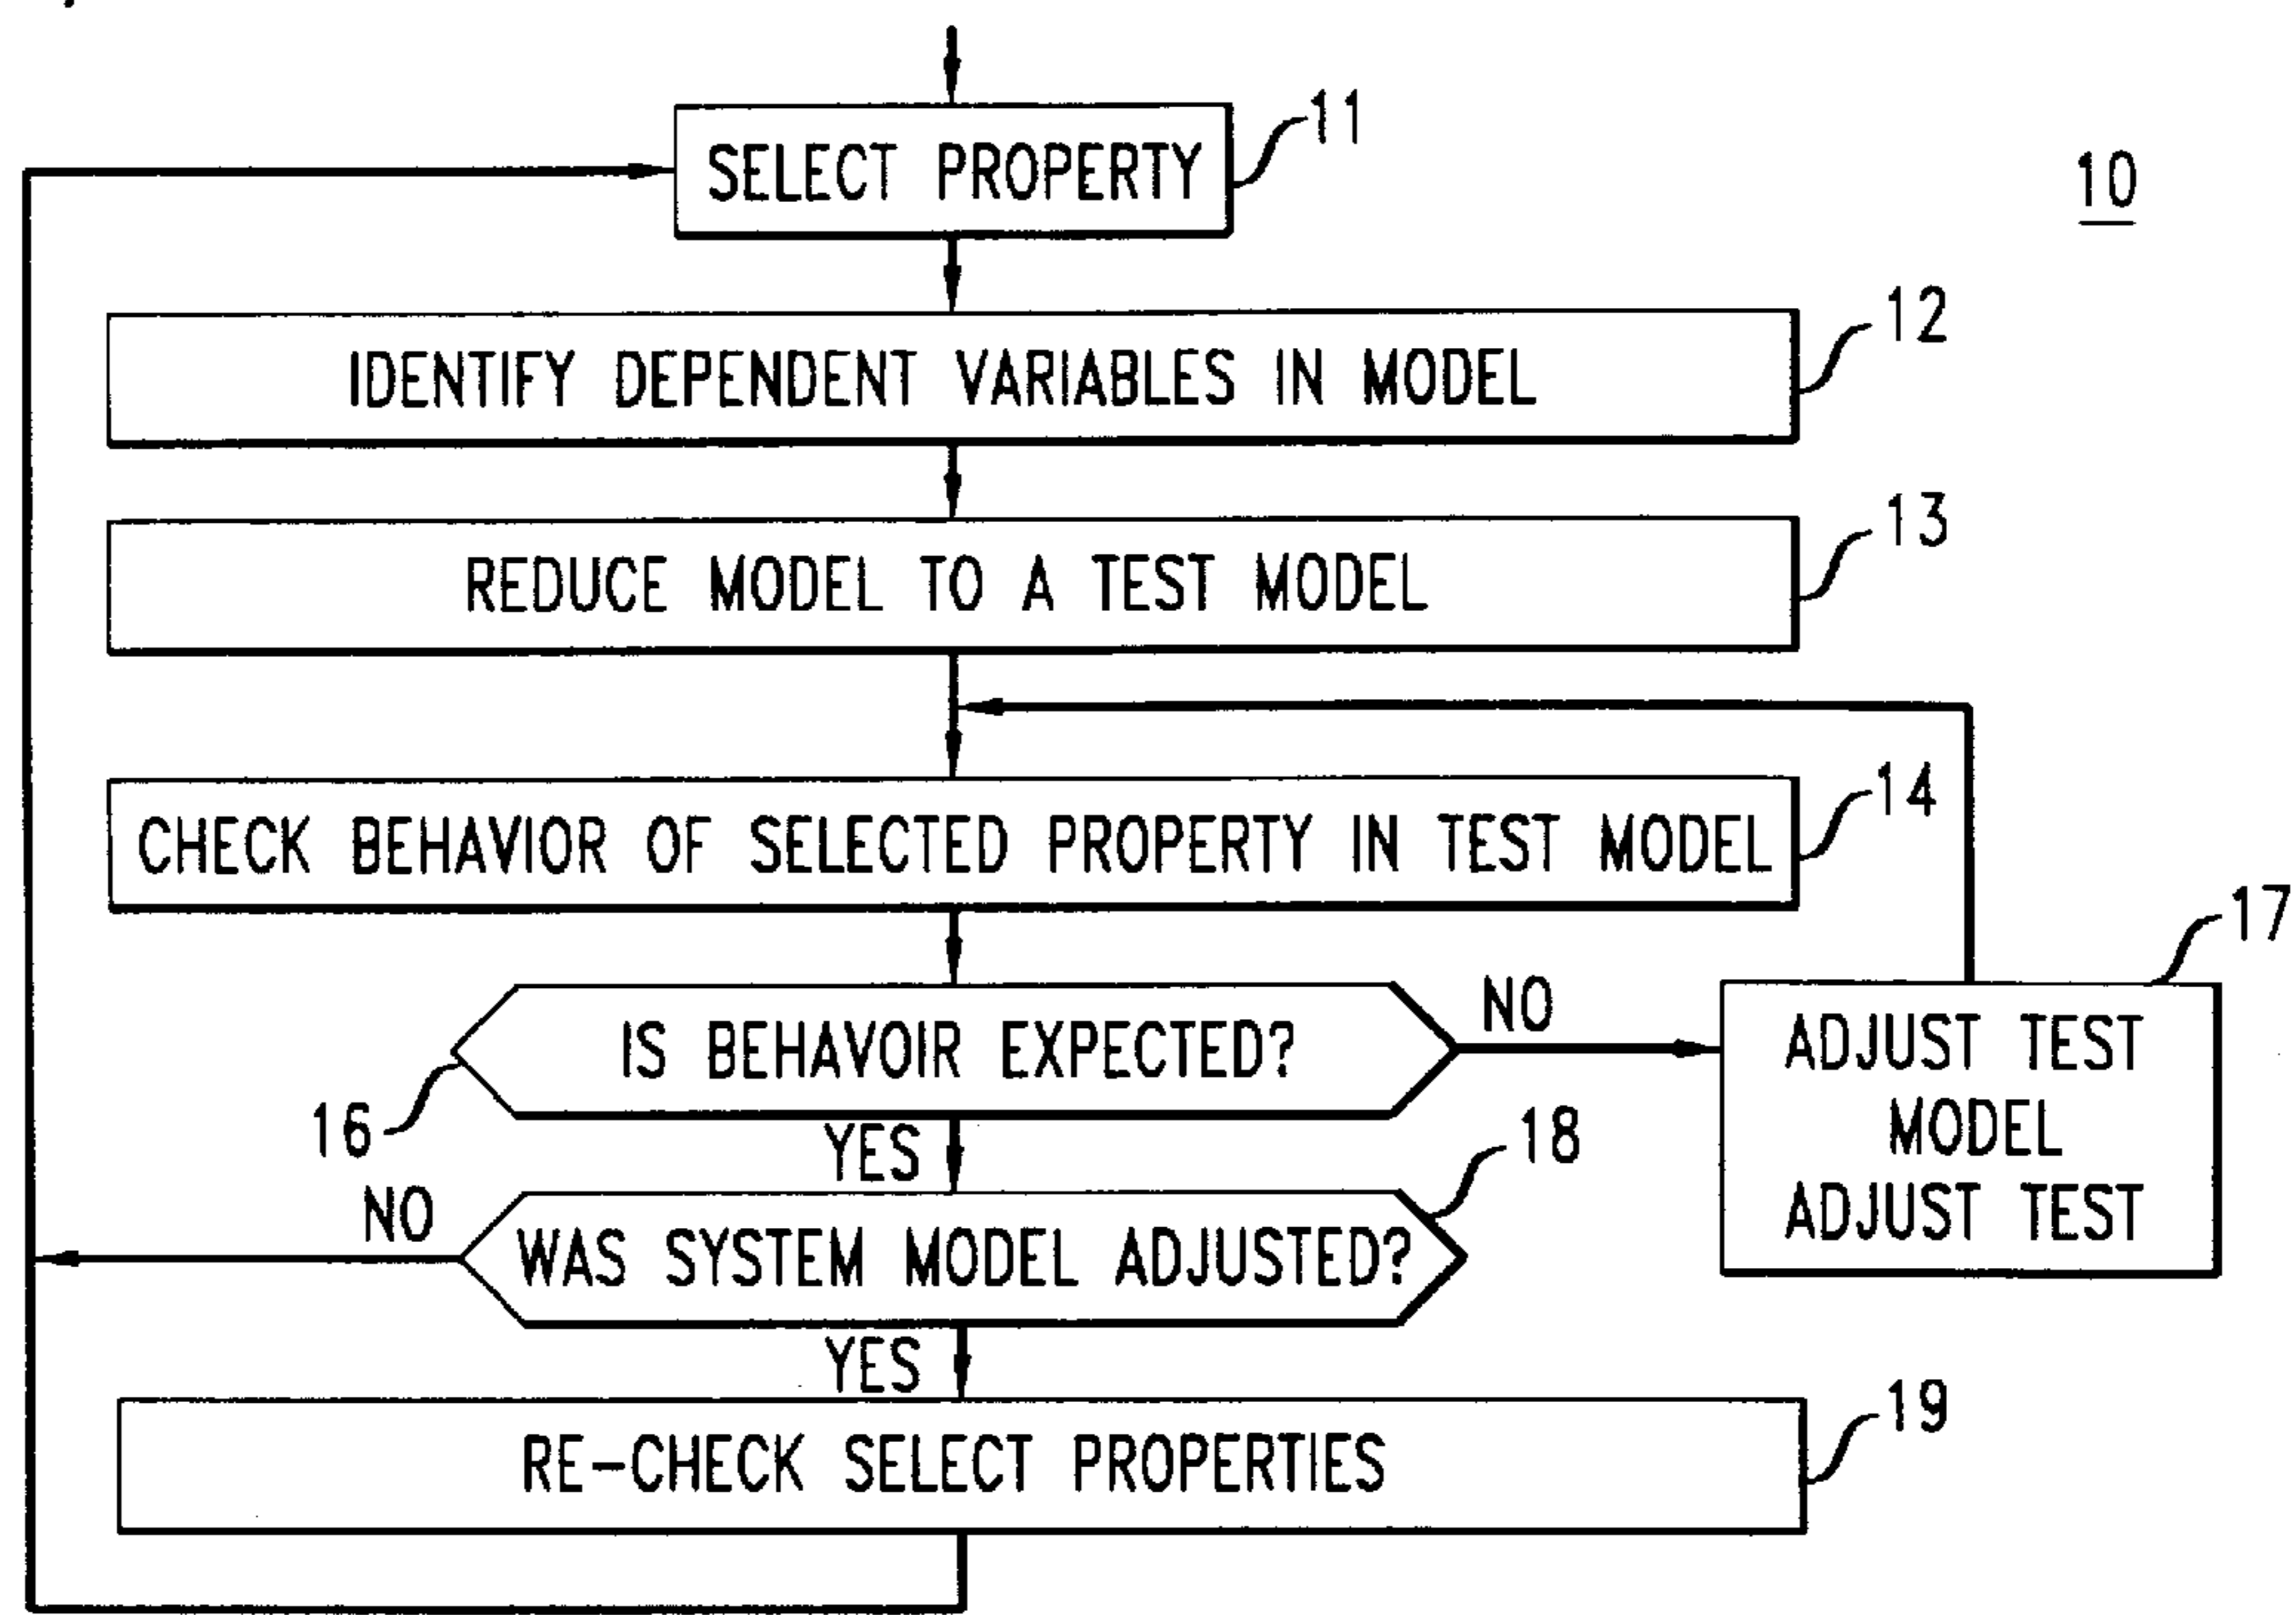 11
SELECT PROPERTY
10
12
IDENTIFY DEPENDENT VARIABLES IN MODEL
13
REDUCE MODEL TO A TEST MODEL
14
CHECK BEHAVIOR OF SELECTED PROPERTY IN TEST MODEL
17
NO
IS BEHAVOIR EXPECTED?
ADJUST TEST
MODEL
ADJUST TEST
16
YES
18
NO
WAS SYSTEM MODEL ADJUSTED?
YES
19
RE-CHECK SELECT PROPERTIES